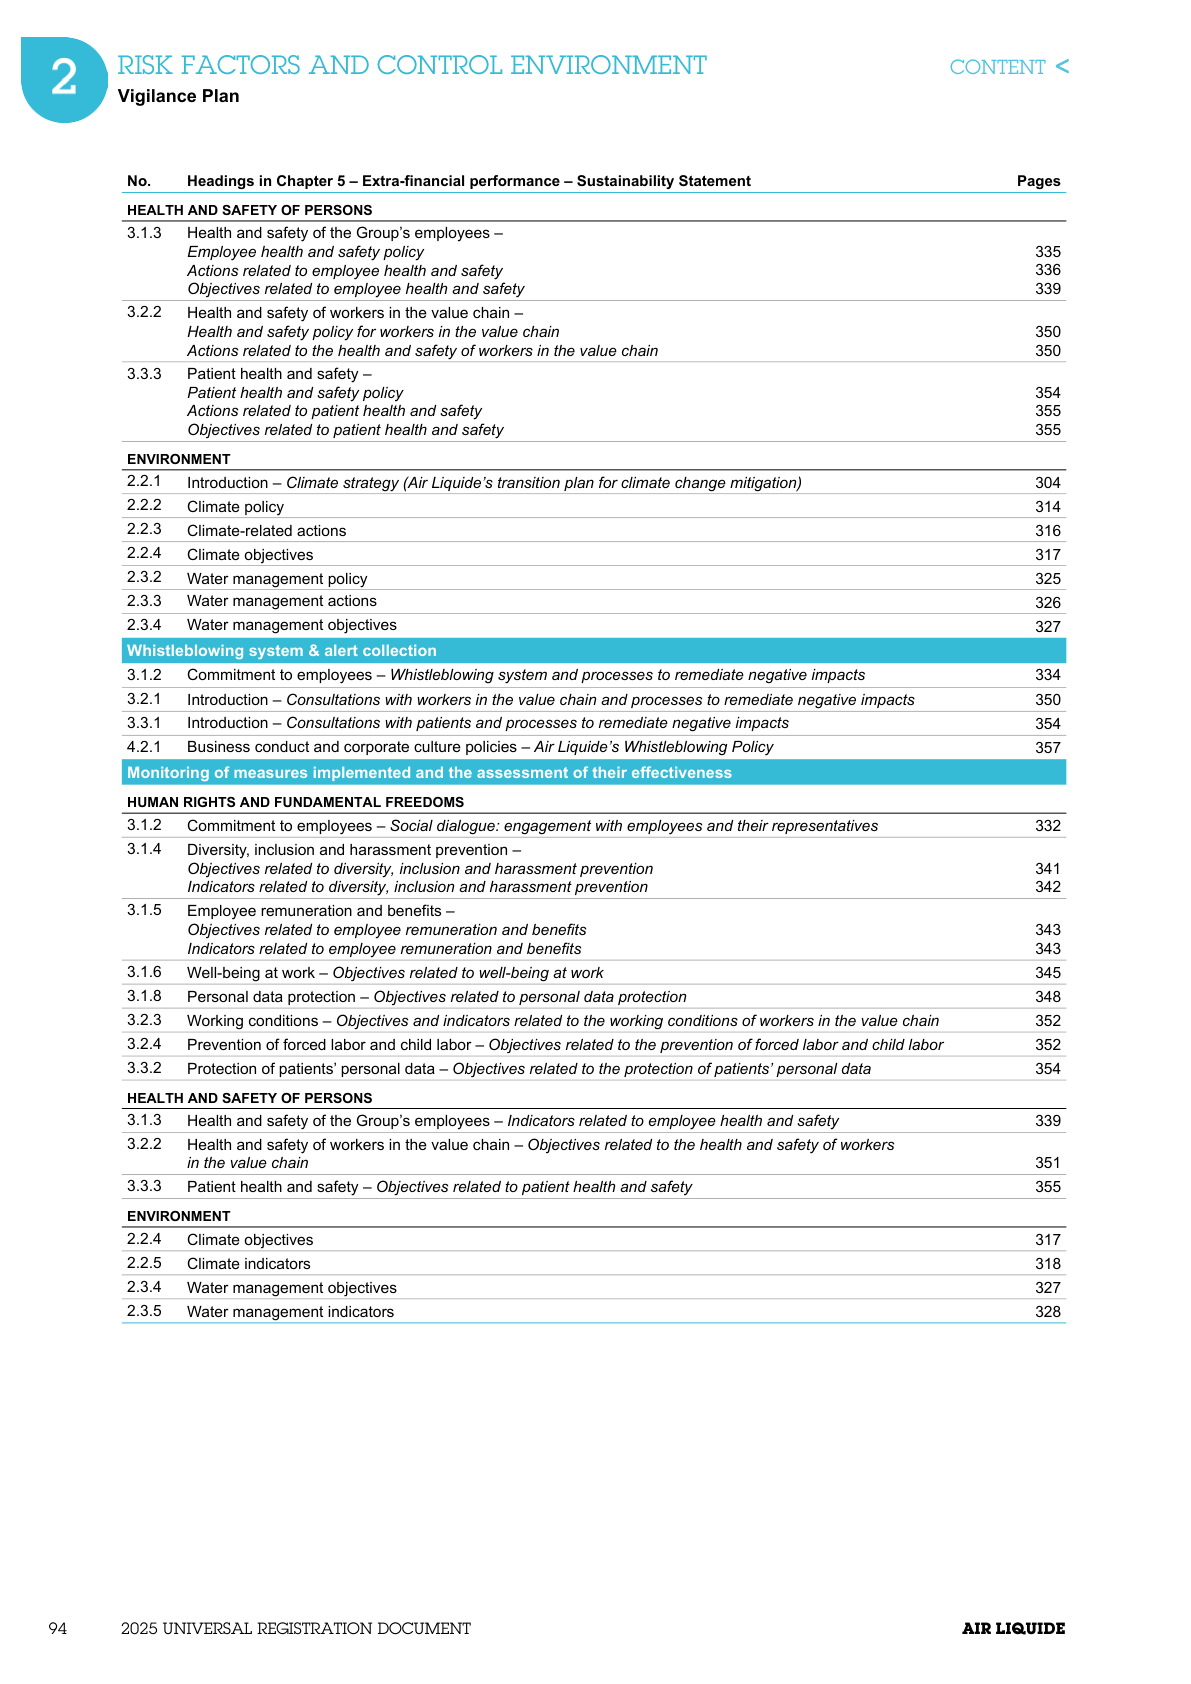 2
RISK FACTORS AND CONTROL ENVIRONMENT
CONTENT <
Vigilance Plan
No. Headings in Chapter 5 – Extra-financial performance – Sustainability Statement Pages
HEALTH AND SAFETY OF PERSONS
3.1.3 Health and safety of the Group’s employees –
Employee health and safety policy 335
Actions related to employee health and safety 336
Objectives related to employee health and safety 339
3.2.2 Health and safety of workers in the value chain –
Health and safety policy for workers in the value chain 350
Actions related to the health and safety of workers in the value chain 350
3.3.3 Patient health and safety –
Patient health and safety policy 354
Actions related to patient health and safety 355
Objectives related to patient health and safety 355
ENVIRONMENT
2.2.1 Introduction – Climate strategy (Air Liquide’s transition plan for climate change mitigation) 304
2.2.2 Climate policy 314
2.2.3 Climate-related actions 316
2.2.4 Climate objectives 317
2.3.2 Water management policy 325
2.3.3 Water management actions 326
2.3.4 Water management objectives 327
Whistleblowing system & alert collection
3.1.2 Commitment to employees – Whistleblowing system and processes to remediate negative impacts 334
3.2.1 Introduction – Consultations with workers in the value chain and processes to remediate negative impacts 350
3.3.1 Introduction – Consultations with patients and processes to remediate negative impacts 354
4.2.1 Business conduct and corporate culture policies – Air Liquide’s Whistleblowing Policy 357
Monitoring of measures implemented and the assessment of their effectiveness
HUMAN RIGHTS AND FUNDAMENTAL FREEDOMS
3.1.2 Commitment to employees – Social dialogue: engagement with employees and their representatives 332
3.1.4 Diversity, inclusion and harassment prevention –
Objectives related to diversity, inclusion and harassment prevention 341
Indicators related to diversity, inclusion and harassment prevention 342
3.1.5 Employee remuneration and benefits –
Objectives related to employee remuneration and benefits 343
Indicators related to employee remuneration and benefits 343
3.1.6 Well-being at work – Objectives related to well-being at work 345
3.1.8 Personal data protection – Objectives related to personal data protection 348
3.2.3 Working conditions – Objectives and indicators related to the working conditions of workers in the value chain 352
3.2.4 Prevention of forced labor and child labor – Objectives related to the prevention of forced labor and child labor 352
3.3.2 Protection of patients’ personal data – Objectives related to the protection of patients’ personal data 354
HEALTH AND SAFETY OF PERSONS
3.1.3 Health and safety of the Group’s employees – Indicators related to employee health and safety 339
3.2.2 Health and safety of workers in the value chain – Objectives related to the health and safety of workers
in the value chain 351
3.3.3 Patient health and safety – Objectives related to patient health and safety 355
ENVIRONMENT
2.2.4 Climate objectives 317
2.2.5 Climate indicators 318
2.3.4 Water management objectives 327
2.3.5 Water management indicators 328
94 2025 UNIVERSAL REGISTRATION DOCUMENT AIR LIQUIDE